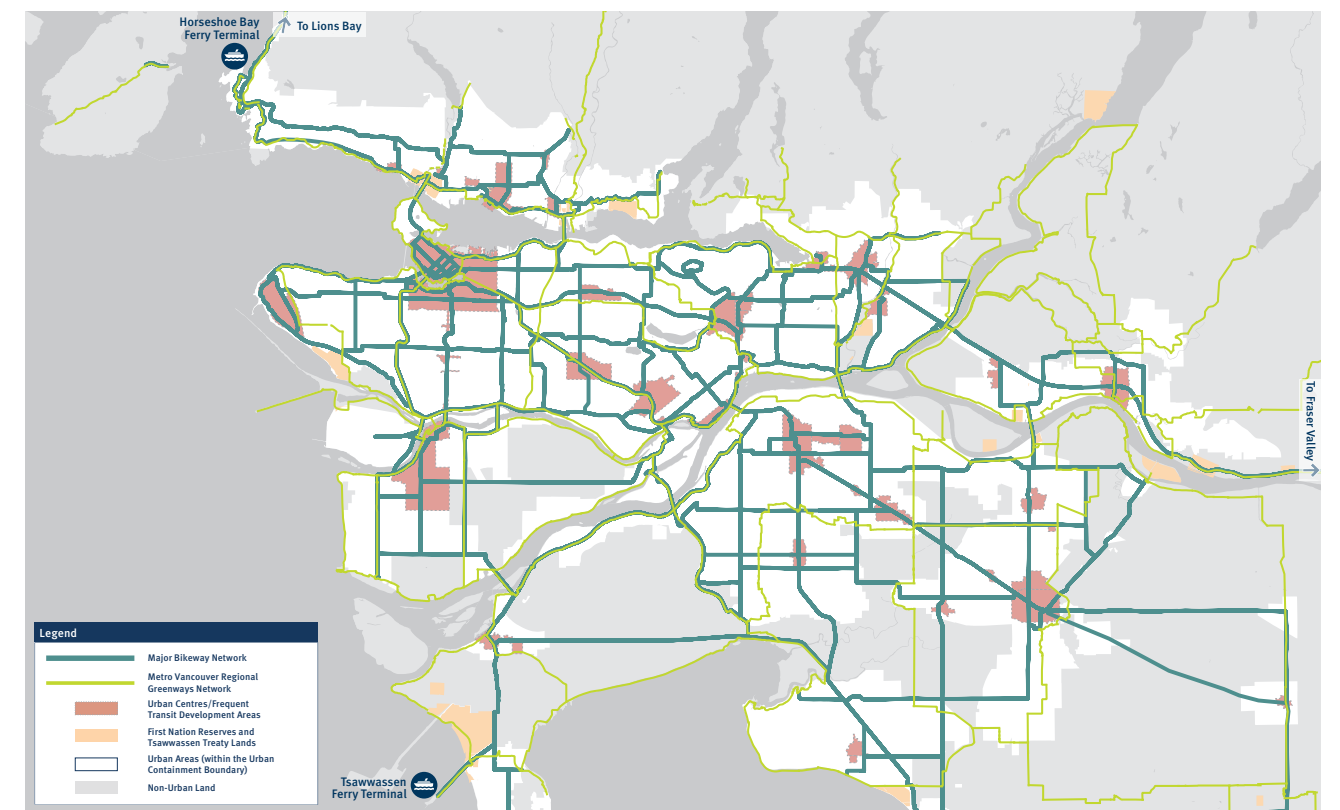 Horseshoe Bay
Ferry Terminal
To Lions Bay
To Fraser Valley
Legend
Major Bikeway Network
Metro Vancouver Regional
Greenways Network
Urban Centres/Frequent
Transit Development Areas
First Nation Reserves and
Tsawwassen Treaty Lands
Urban Areas (within the Urban
Containment Boundary)
Non-Urban Land
Tsawwassen
Ferry Terminal